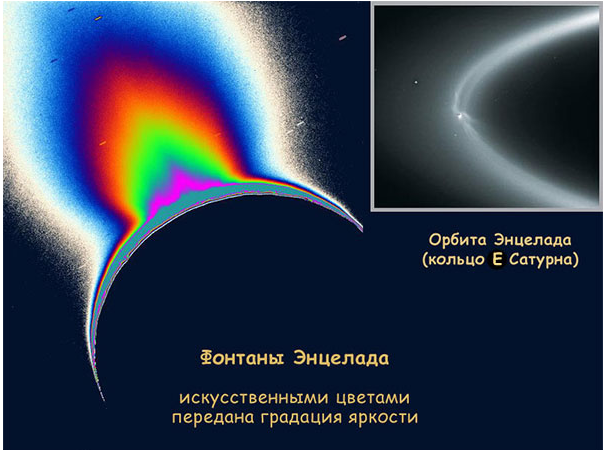 Орбита Энцелада
(кольцо E Сатурна)
Фонтаны Энцелада
искусственными цветами
передана градация яркости